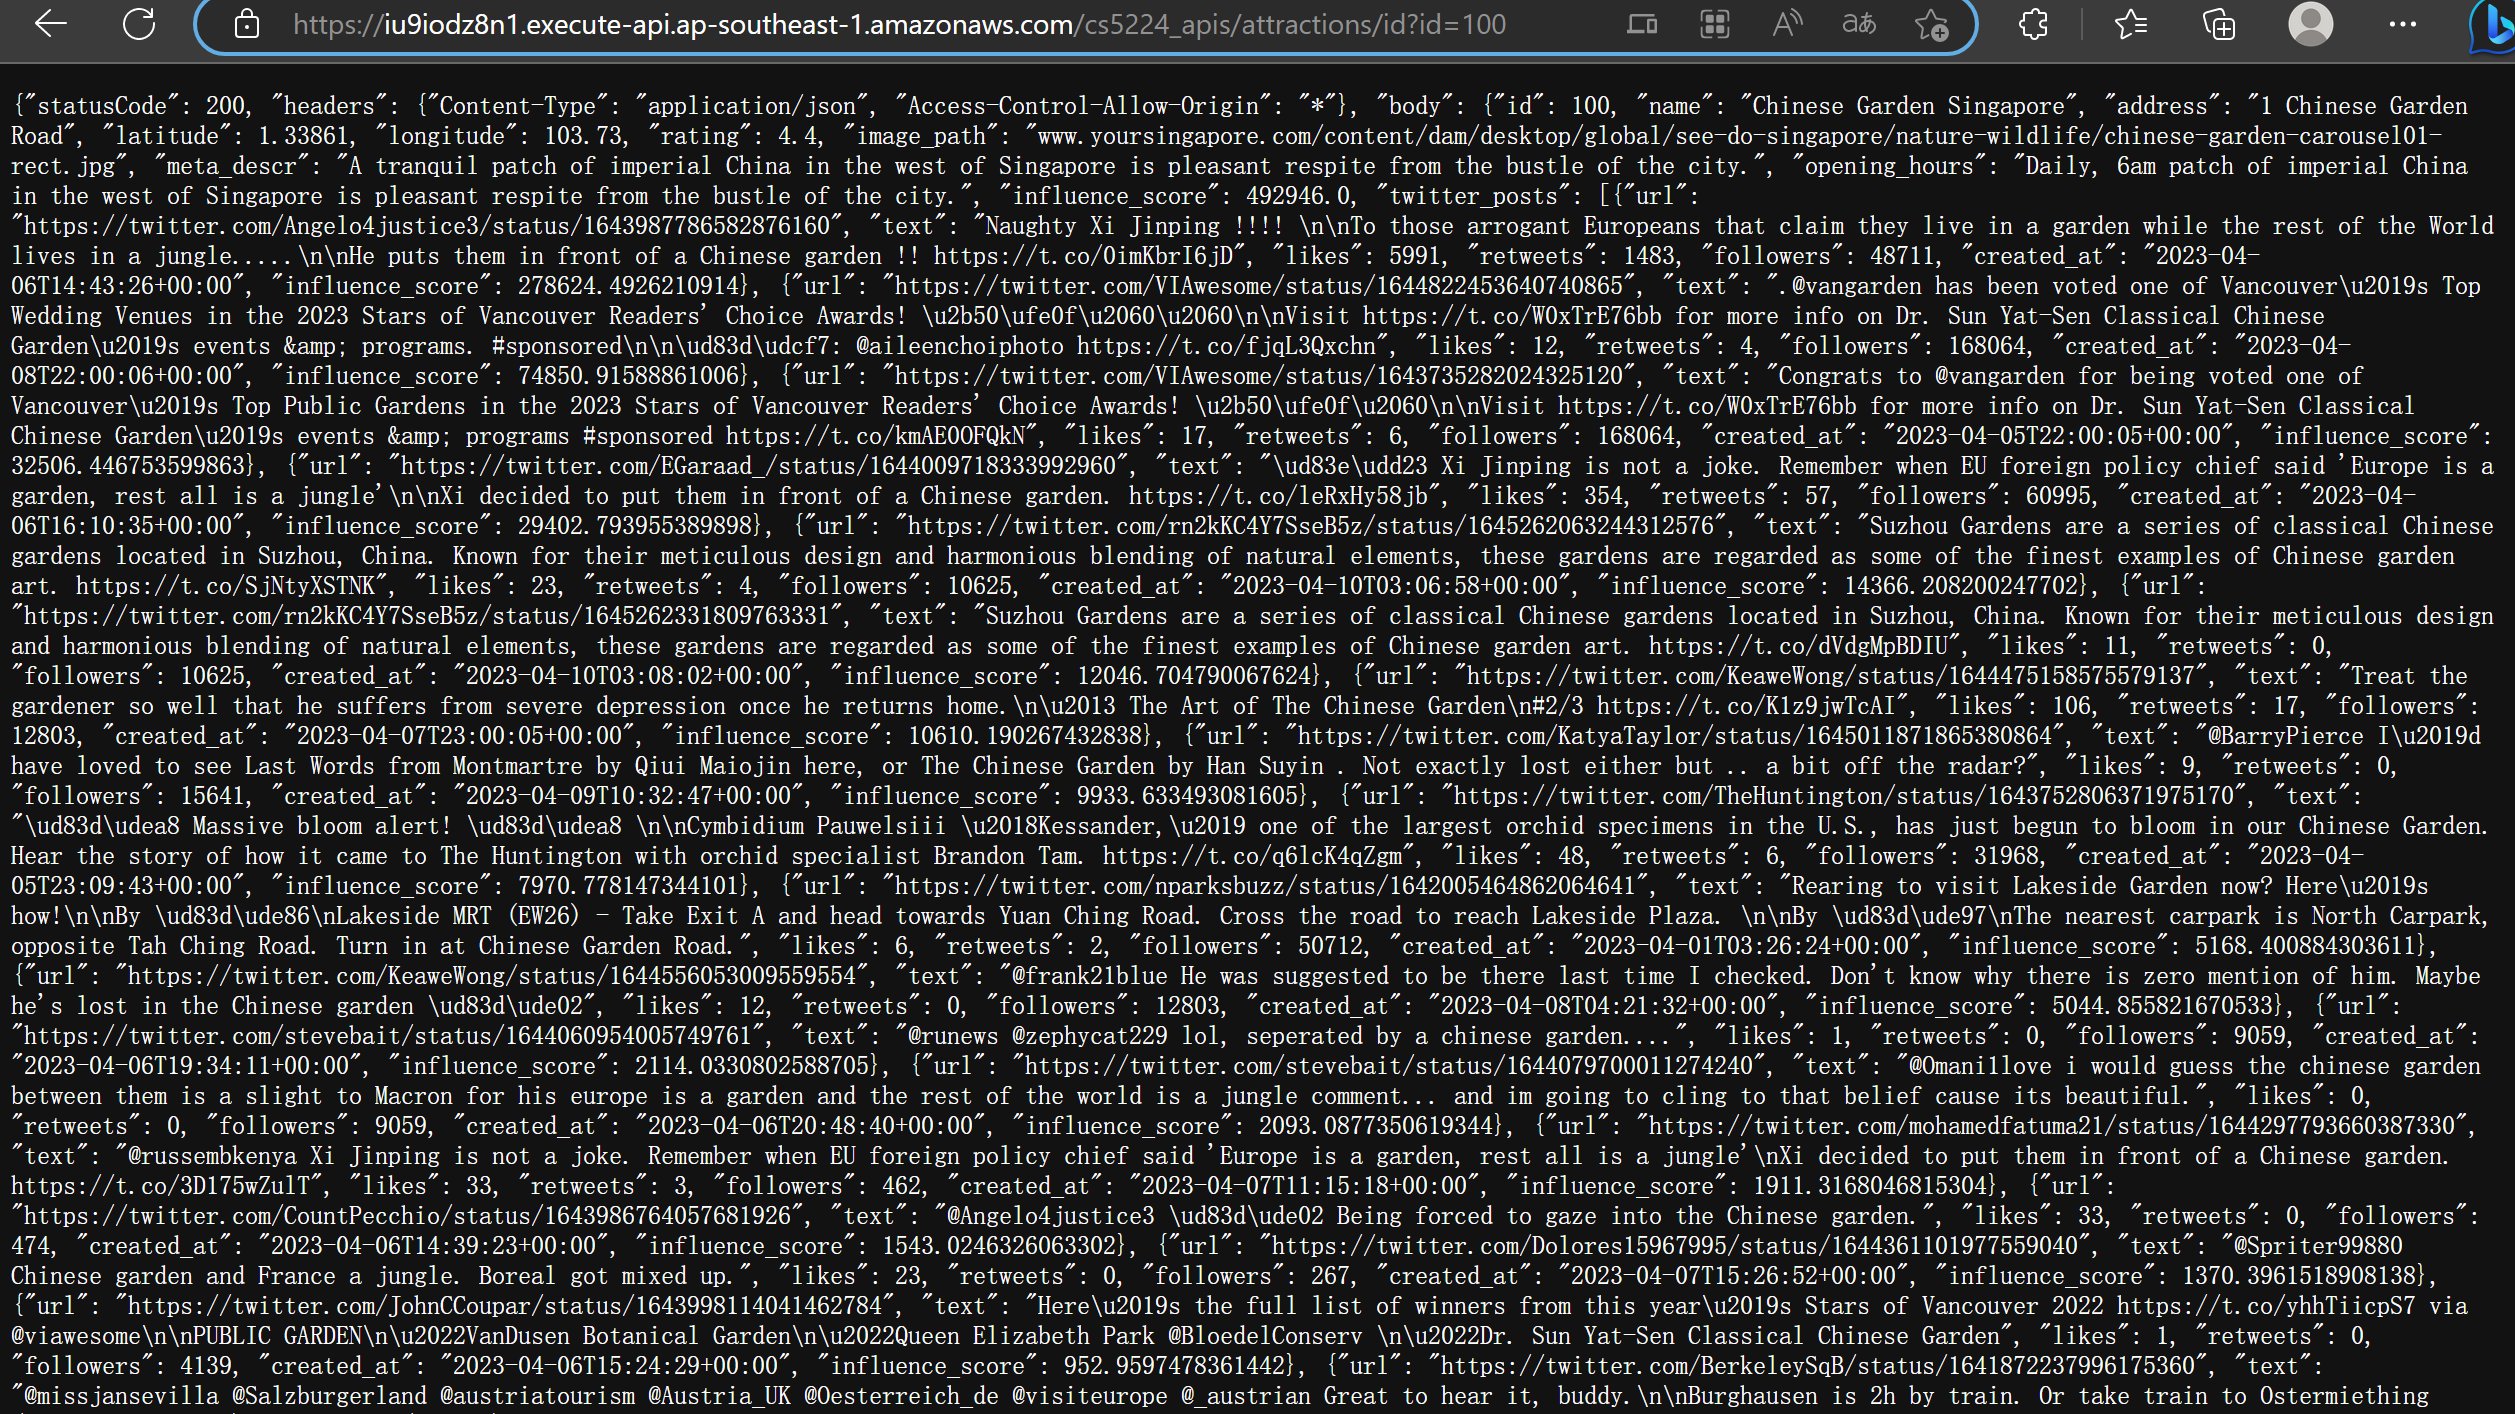 https://iu9iodz8n1.execute-api.ap-southeast-1.amazonaws.com/cs5224_apis/attractions/id?id=100
{"statusCode": 200, "headers": {"Content-Type": "application/json", "Access-Control-Allow-Origin": "*"}, "body": {"id": 100, "name": "Chinese Garden Singapore", "address": "1 Chinese Garden
Road", "latitude": 1.33861, "longitude": 103.73, "rating": 4.4, "image_path": "www.yoursingapore.com/content/dam/desktop/global/see-do-singapore/nature-wildlife/chinese-garden-carousel01-
rect.jpg", "meta_descr": "A tranquil patch of imperial China in the west of Singapore is pleasant respite from the bustle of the city.", "opening_hours": "Daily, 6am patch of imperial China
in the west of Singapore is pleasant respite from the bustle of the city.", "influence_score": 492946.0, "twitter_posts": [{"url":
"https://twitter.com/Angelo4justice3/status/1643987786582876160", "text": "Naughty Xi Jinping !!!! \n\nTo those arrogant Europeans that claim they live in a garden while the rest of the World
lives in a jungle.....\n\nHe puts them in front of a Chinese garden !! https://t.co/0imKbrI6jD", "likes": 5991, "retweets": 1483, "followers": 48711, "created_at": "2023-04-
06T14:43:26+00:00", "influence_score": 278624.4926210914}, {"url": "https://twitter.com/VIAwesome/status/1644822453640740865", "text": ".@vangarden has been voted one of Vancouver\u2019s Top
Wedding Venues in the 2023 Stars of Vancouver Readers' Choice Awards! \u2b50\ufe0f\u2060\u2060\n\nVisit https://t.co/W0xTrE76bb for more info on Dr. Sun Yat-Sen Classical Chinese
Garden\u2019s events &amp; programs. #sponsored\n\n\ud83d\udcf7: @aileenchoiphoto https://t.co/fjqL3Qxchn", "likes": 12, "retweets": 4, "followers": 168064, "created_at": "2023-04-
08T22:00:06+00:00", "influence_score": 74850.91588861006}, {"url": "https://twitter.com/VIAwesome/status/1643735282024325120", "text": "Congrats to @vangarden for being voted one of
Vancouver\u2019s Top Public Gardens in the 2023 Stars of Vancouver Readers' Choice Awards! \u2b50\ufe0f\u2060\n\nVisit https://t.co/W0xTrE76bb for more info on Dr. Sun Yat-Sen Classical
Chinese Garden\u2019s events &amp; programs #sponsored https://t.co/kmAE0OFQkN", "likes": 17, "retweets": 6, "followers": 168064, "created_at": "2023-04-05T22:00:05+00:00", "influence_score":
32506.446753599863}, {"url": "https://twitter.com/EGaraad_/status/1644009718333992960", "text": "\ud83e\udd23 Xi Jinping is not a joke. Remember when EU foreign policy chief said 'Europe is a
garden, rest all is a jungle'\n\nXi decided to put them in front of a Chinese garden. https://t.co/leRxHy58jb", "likes": 354, "retweets": 57, "followers": 60995, "created_at": "2023-04-
06T16:10:35+00:00", "influence_score": 29402.793955389898}, {"url": "https://twitter.com/rn2kKC4Y7SseB5z/status/1645262063244312576", "text": "Suzhou Gardens are a series of classical Chinese
gardens located in Suzhou, China. Known for their meticulous design and harmonious blending of natural elements, these gardens are regarded as some of the finest examples of Chinese garden
art. https://t.co/SjNtyXSTNK", "likes": 23, "retweets": 4, "followers": 10625, "created_at": "2023-04-10T03:06:58+00:00", "influence_score": 14366.208200247702}, {"url":
"https://twitter.com/rn2kKC4Y7SseB5z/status/1645262331809763331", "text": "Suzhou Gardens are a series of classical Chinese gardens located in Suzhou, China. Known for their meticulous design
and harmonious blending of natural elements, these gardens are regarded as some of the finest examples of Chinese garden art. https://t.co/dVdgMpBDIU", "likes": 11, "retweets": 0,
"followers": 10625, "created_at": "2023-04-10T03:08:02+00:00", "influence_score": 12046.704790067624}, {"url": "https://twitter.com/KeaweWong/status/1644475158575579137", "text": "Treat the
gardener so well that he suffers from severe depression once he returns home.\n\u2013 The Art of The Chinese Garden\n#2/3 https://t.co/K1z9jwTcAI", "likes": 106, "retweets": 17, "followers":
12803, "created_at": "2023-04-07T23:00:05+00:00", "influence_score": 10610.190267432838}, {"url": "https://twitter.com/KatyaTaylor/status/1645011871865380864", "text": "@BarryPierce I\u2019d
have loved to see Last Words from Montmartre by Qiui Maiojin here, or The Chinese Garden by Han Suyin . Not exactly lost either but .. a bit off the radar?", "likes": 9, "retweets": 0,
"followers": 15641, "created_at": "2023-04-09T10:32:47+00:00", "influence_score": 9933.633493081605}, {"url": "https://twitter.com/TheHuntington/status/1643752806371975170", "text":
"\ud83d\udea8 Massive bloom alert! \ud83d\udea8 \n\nCymbidium Pauwelsiii \u2018Kessander,\u2019 one of the largest orchid specimens in the U.S., has just begun to bloom in our Chinese Garden.
Hear the story of how it came to The Huntington with orchid specialist Brandon Tam. https://t.co/q6lcK4qZgm", "likes": 48, "retweets": 6, "followers": 31968, "created_at": "2023-04-
05T23:09:43+00:00", "influence_score": 7970.778147344101}, {"url": "https://twitter.com/nparksbuzz/status/1642005464862064641", "text": "Rearing to visit Lakeside Garden now? Here\u2019s
how!\n\nBy \ud83d\ude86\nLakeside MRT (EW26) - Take Exit A and head towards Yuan Ching Road. Cross the road to reach Lakeside Plaza. \n\nBy \ud83d\ude97\nThe nearest carpark is North Carpark,
opposite Tah Ching Road. Turn in at Chinese Garden Road.", "likes": 6, "retweets": 2, "followers": 50712, "created_at": "2023-04-01T03:26:24+00:00", "influence_score": 5168.400884303611},
{"url": "https://twitter.com/KeaweWong/status/1644556053009559554", "text": "@frank21blue He was suggested to be there last time I checked. Don't know why there is zero mention of him. Maybe
he's lost in the Chinese garden \ud83d\ude02", "likes": 12, "retweets": 0, "followers": 12803, "created_at": "2023-04-08T04:21:32+00:00", "influence_score": 5044.855821670533}, {"url":
"https://twitter.com/stevebait/status/1644060954005749761", "text": "@runews @zephycat229 lol, seperated by a chinese garden....", "likes": 1, "retweets": 0, "followers": 9059, "created_at":
"2023-04-06T19:34:11+00:00", "influence_score": 2114.0330802588705}, {"url": "https://twitter.com/stevebait/status/1644079700011274240", "text": "@Omani1love i would guess the chinese garden
between them is a slight to Macron for his europe is a garden and the rest of the world is a jungle comment... and im going to cling to that belief cause its beautiful.", "likes": 0,
"retweets": 0, "followers": 9059, "created_at": "2023-04-06T20:48:40+00:00", "influence_score": 2093.0877350619344}, {"url": "https://twitter.com/mohamedfatuma21/status/1644297793660387330",
"text": "@russembkenya Xi Jinping is not a joke. Remember when EU foreign policy chief said 'Europe is a garden, rest all is a jungle'\nXi decided to put them in front of a Chinese garden.
https://t.co/3D175wZulT", "likes": 33, "retweets": 3, "followers": 462, "created_at": "2023-04-07T11:15:18+00:00", "influence_score": 1911.3168046815304}, {"url":
"https://twitter.com/CountPecchio/status/1643986764057681926", "text": "@Angelo4justice3 \ud83d\ude02 Being forced to gaze into the Chinese garden.", "likes": 33, "retweets": 0, "followers":
474, "created_at": "2023-04-06T14:39:23+00:00", "influence_score": 1543.0246326063302}, {"url": "https://twitter.com/Dolores15967995/status/1644361101977559040", "text": "@Spriter99880
Chinese garden and France a jungle. Boreal got mixed up.", "likes": 23, "retweets": 0, "followers": 267, "created_at": "2023-04-07T15:26:52+00:00", "influence_score": 1370.3961518908138},
{"url": "https://twitter.com/JohnCCoupar/status/1643998114041462784", "text": "Here\u2019s the full list of winners from this year\u2019s Stars of Vancouver 2022 https://t.co/yhhTiicpS7 via
@viawesome\n\nPUBLIC GARDEN\n\u2022VanDusen Botanical Garden\n\u2022Queen Elizabeth Park @BloedelConserv \n\u2022Dr. Sun Yat-Sen Classical Chinese Garden", "likes": 1, "retweets": 0,
"followers": 4139, "created_at": "2023-04-06T15:24:29+00:00", "influence_score": 952.9597478361442}, {"url": "https://twitter.com/BerkeleySqB/status/1641872237996175360", "text":
"@missjansevilla @Salzburgerland @austriatourism @Austria_UK @Oesterreich_de @visiteurope @_austrian Great to hear it, buddy.\n\nBurghausen is 2h by train. Or take train to Ostermiething